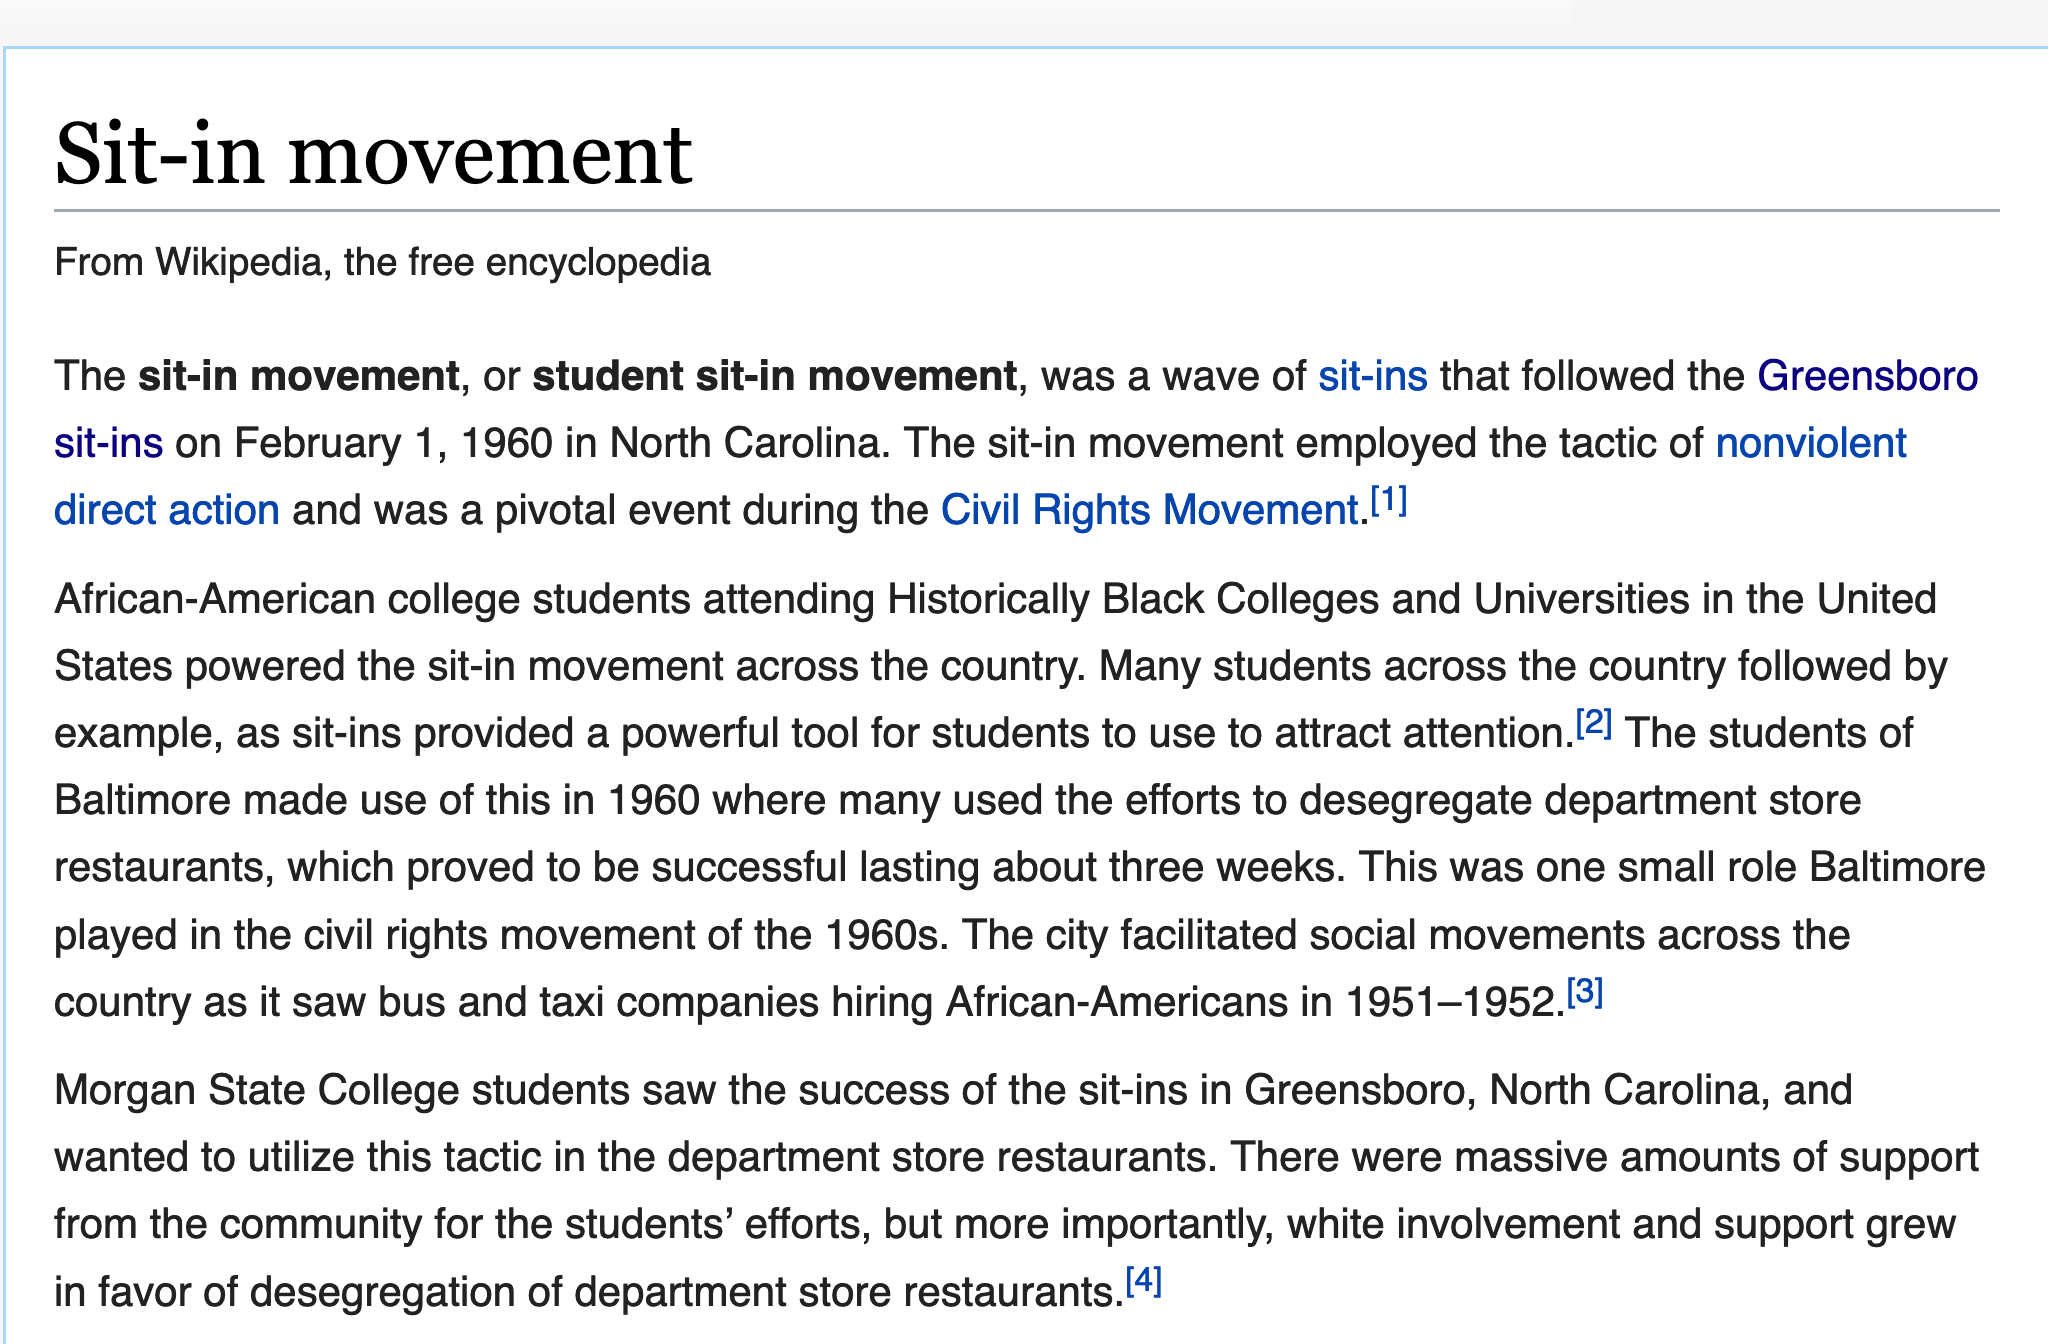 Sit-in movement
From Wikipedia, the free encyclopedia
The sit-in movement, or student sit-in movement, was a wave of sit-ins that followed the Greensboro
sit-ins on February 1, 1960 in North Carolina. The sit-in movement employed the tactic of nonviolent
direct action and was a pivotal event during the Civil Rights Movement.[1]
African-American college students attending Historically Black Colleges and Universities in the United
States powered the sit-in movement across the country. Many students across the country followed by
example, as sit-ins provided a powerful tool for students to use to attract attention.[2] The students of
Baltimore made use of this in 1960 where many used the efforts to desegregate department store
restaurants, which proved to be successful lasting about three weeks. This was one small role Baltimore
played in the civil rights movement of the 1960s. The city facilitated social movements across the
country as it saw bus and taxi companies hiring African-Americans in 1951–1952.[3]
Morgan State College students saw the success of the sit-ins in Greensboro, North Carolina, and
wanted to utilize this tactic in the department store restaurants. There were massive amounts of support
from the community for the students’ efforts, but more importantly, white involvement and support grew
in favor of desegregation of department store restaurants.[4]